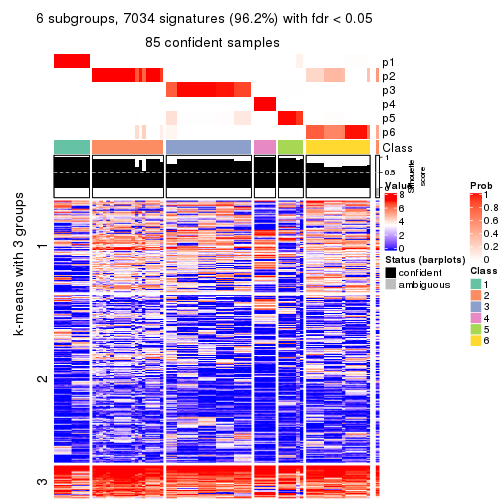 6 subgroups, 7034 signatures (96.2%) with fdr < 0.05
85 confident samples
p1
p2
p3
p4
p5
p6
Class
1
0.5
0
Silhouette
score
k-means with 3 groups
1
2
3
Value
8
6
4
2
0
Status (barplots)
confident
ambiguous
Prob
1
0.8
0.6
0.4
0.2
0
Class
1
2
3
4
5
6